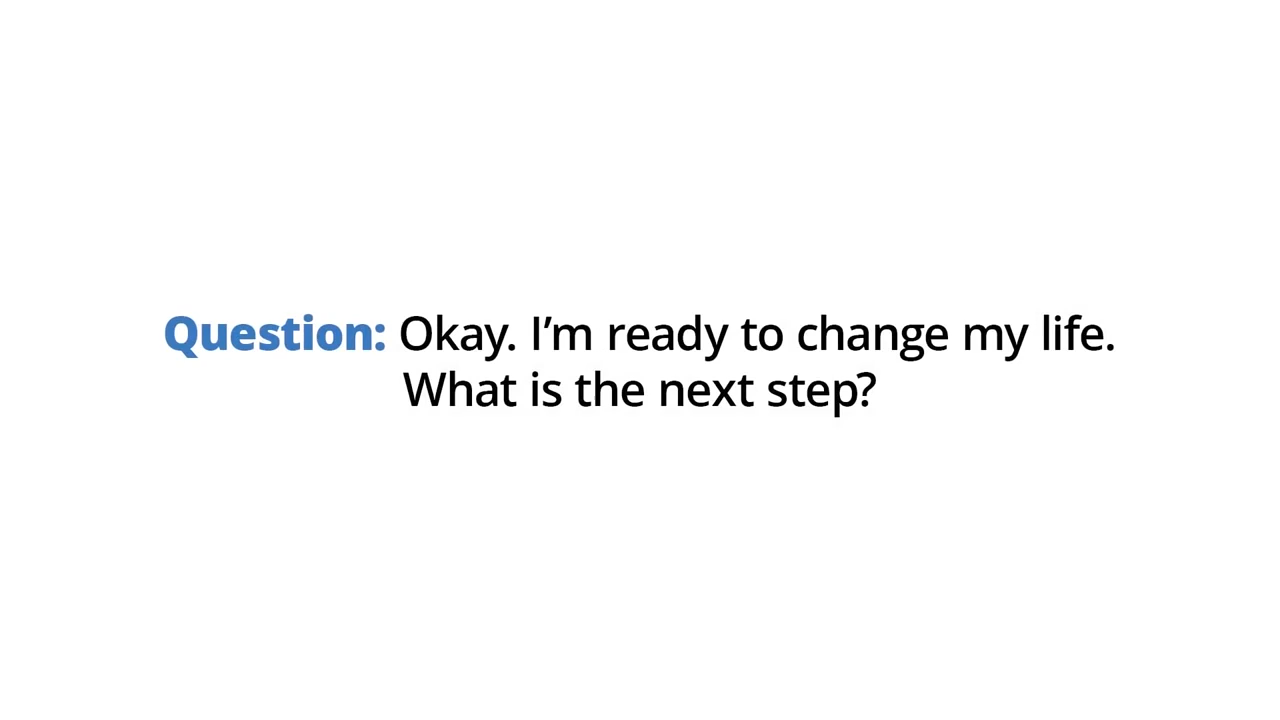 Question: Okay. I’m ready to change my life.
What is the next step?